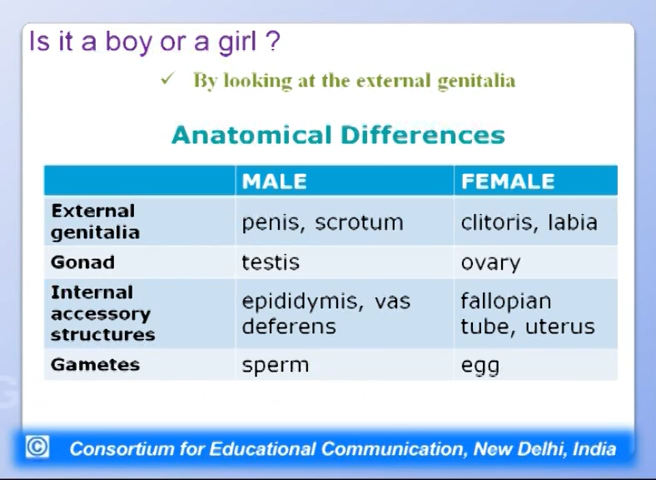 Is it a boy or a girl ?
✓ By looking at the external genitalia
Anatomical Differences
MALE FEMALE
External genitalia penis, scrotum clitoris, labia
Gonad testis ovary
Internal accessory structures epididymis, vas deferens fallopian tube, uterus
Gametes sperm egg
© Consortium for Educational Communication, New Delhi, India